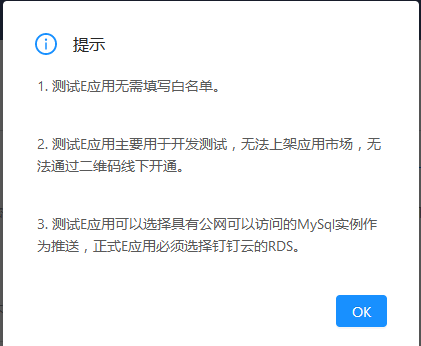 提示
1. 测试E应用无需填写白名单。
2. 测试E应用主要用于开发测试，无法上架应用市场，无
法通过二维码线下开通。
3. 测试E应用可以选择具有公网可以访问的MySql实例作
为推送，正式E应用必须选择钉钉云的RDS。
OK